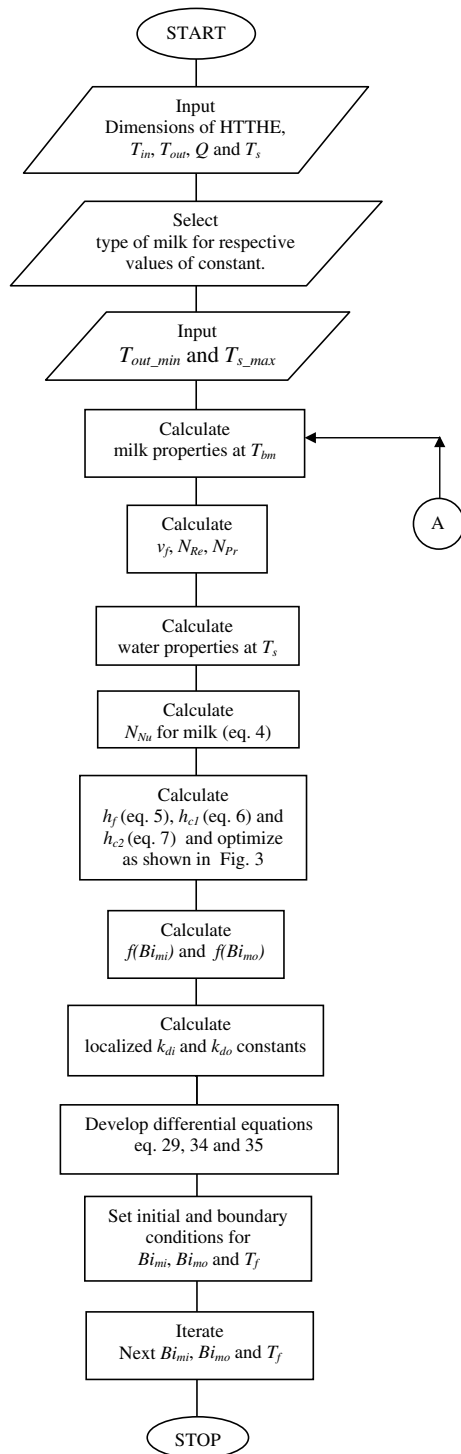 START
Input
Dimensions of HTTHE,
T_in, T_out, Q and T_s
Select
type of milk for respective
values of constant.
Input
T_out_min and T_s_max
Calculate
milk properties at T_bm
A
Calculate
v_f, N_Re, N_Pr
Calculate
water properties at T_s
Calculate
N_Nu for milk (eq. 4)
Calculate
h_f (eq. 5), h_c1 (eq. 6) and
h_c2 (eq. 7) and optimize
as shown in Fig. 3
Calculate
f(Bi_mi) and f(Bi_mo)
Calculate
localized k_di and k_do constants
Develop differential equations
eq. 29, 34 and 35
Set initial and boundary
conditions for
Bi_mi, Bi_mo and T_f
Iterate
Next Bi_mi, Bi_mo and T_f
STOP